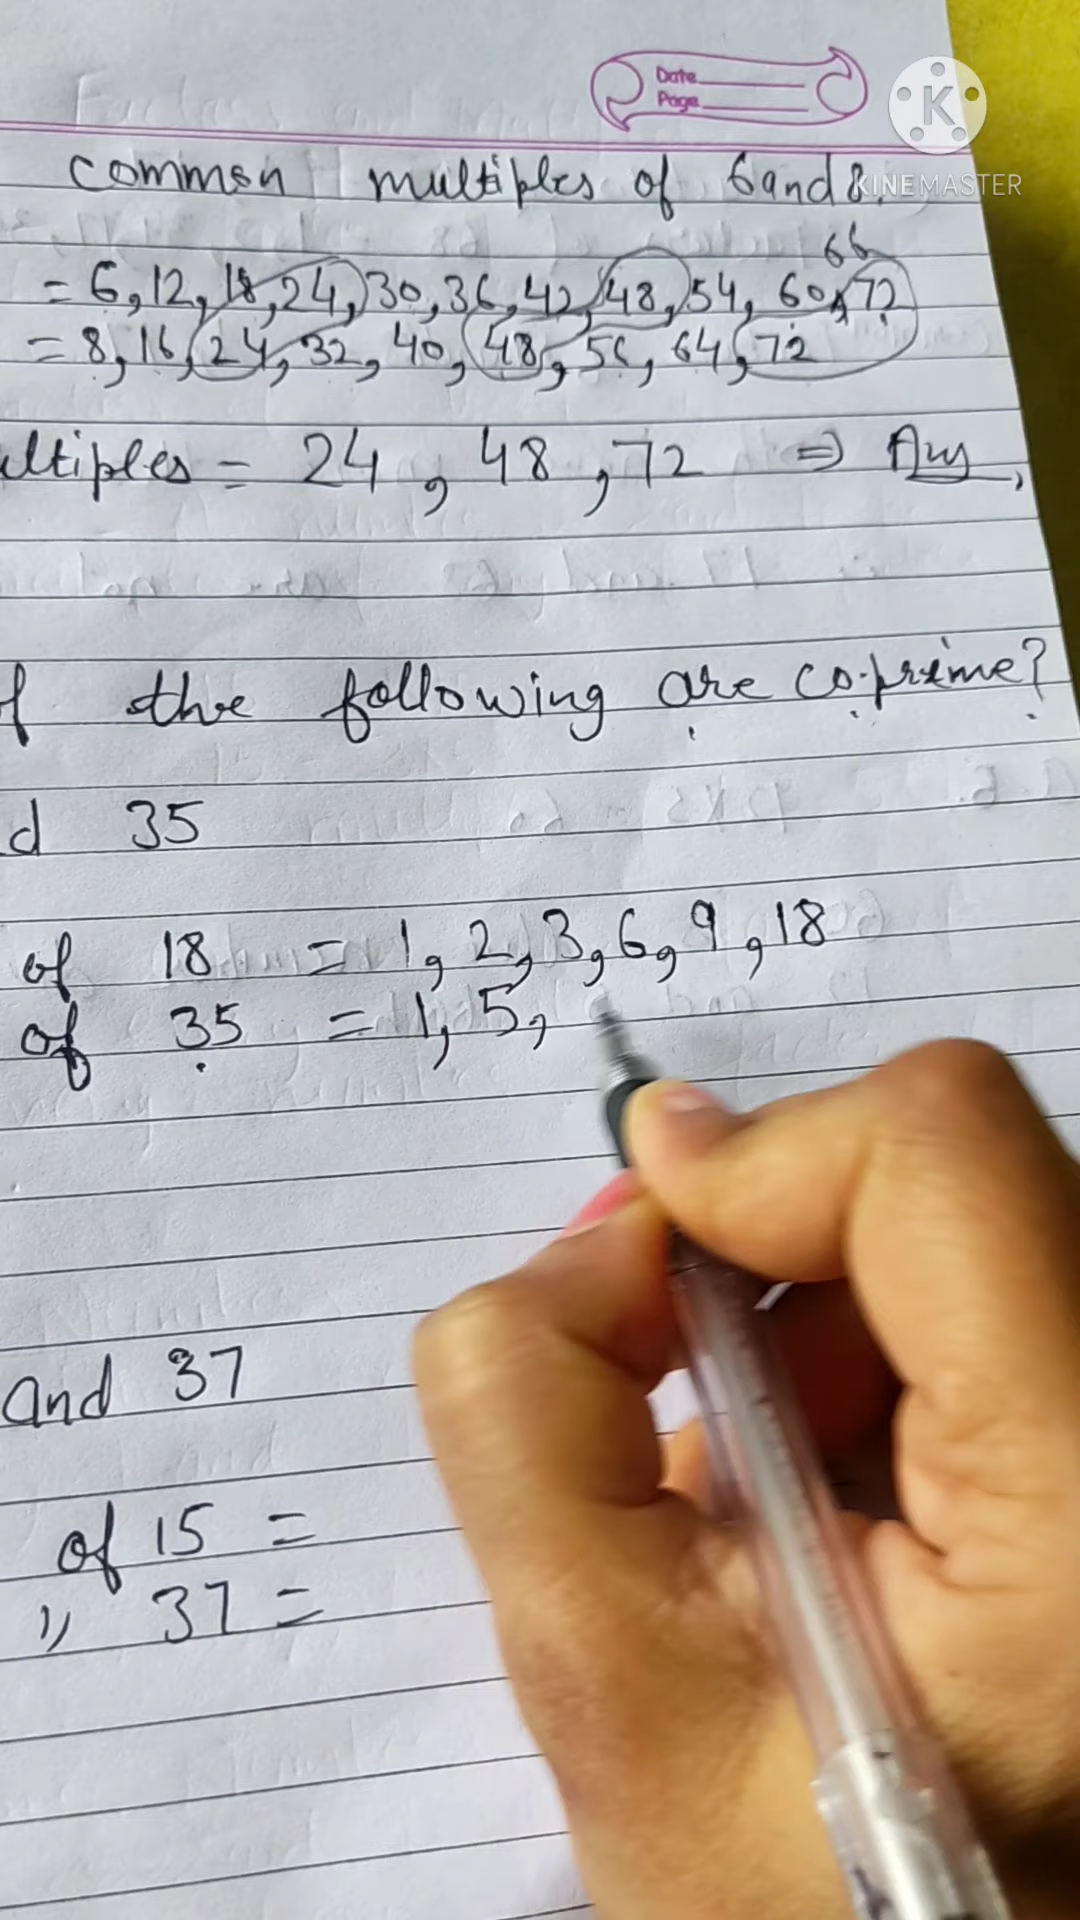 Date
Page
KINEMASTER
common multiples of 6 and 8.
66
= 6, 12, 18, 24, 30, 36, 42, 48, 54, 60, 72
= 8, 16, 24, 32, 40, 48, 56, 64, 72
ultiples = 24, 48, 72 ⇒ Ans,
f the following are co-prime?
d 35
of 18 = 1, 2, 3, 6, 9, 18
of 35 = 1, 5,
and 37
of 15 =
" 37 =